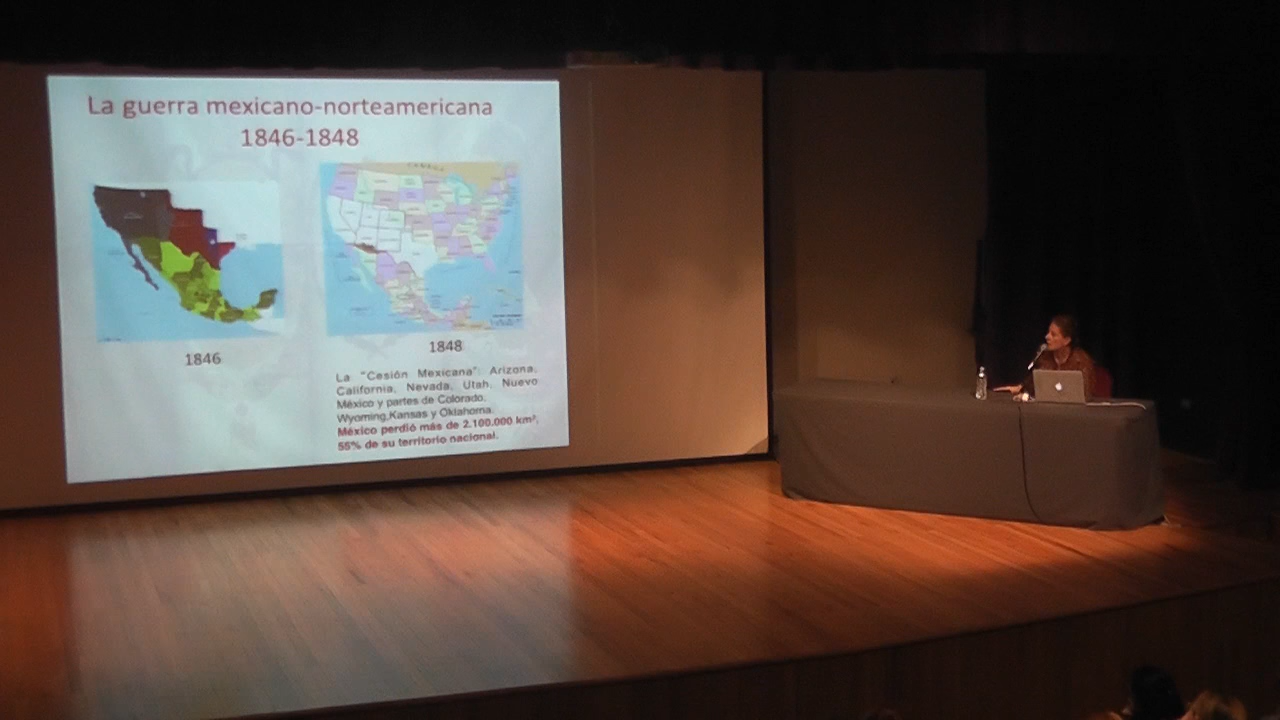 La guerra mexicano-norteamericana
1846-1848
CANADA
1846
1848
La "Cesión Mexicana": Arizona,
California, Nevada, Utah, Nuevo
México y partes de Colorado,
Wyoming,Kansas y Oklahoma.
México perdió más de 2.100.000 km²,
55% de su territorio nacional.